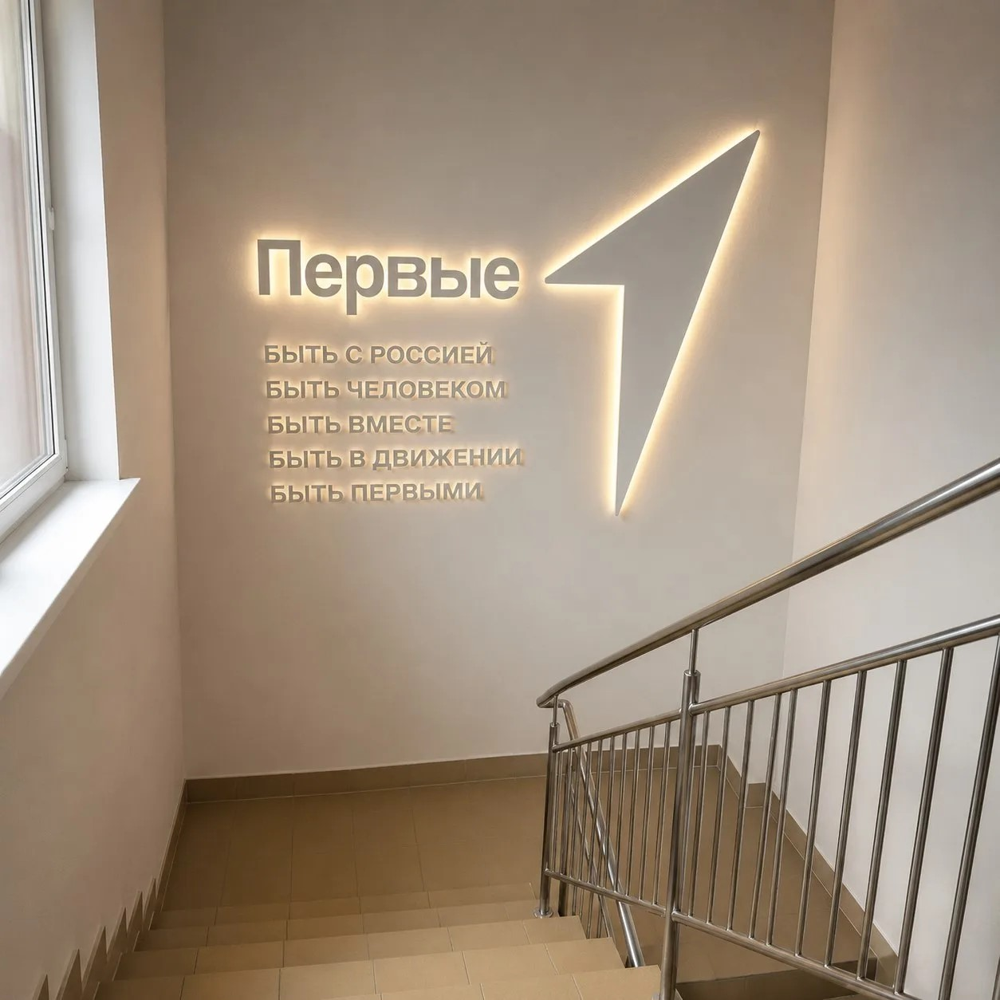 Первые
БЫТЬ С РОССИЕЙ
БЫТЬ ЧЕЛОВЕКОМ
БЫТЬ ВМЕСТЕ
БЫТЬ В ДВИЖЕНИИ
БЫТЬ ПЕРВЫМИ